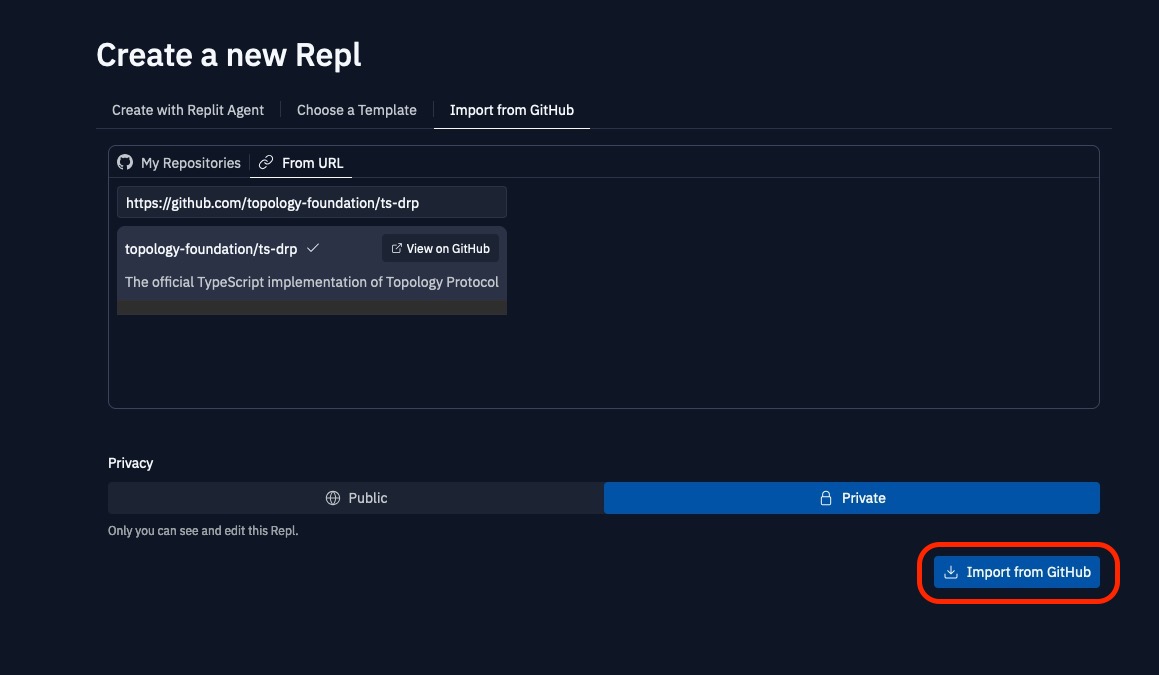 Create a new Repl
Create with Replit Agent Choose a Template Import from GitHub
My Repositories From URL
https://github.com/topology-foundation/ts-drp
topology-foundation/ts-drp View on GitHub
The official TypeScript implementation of Topology Protocol
Privacy
Public Private
Only you can see and edit this Repl.
Import from GitHub